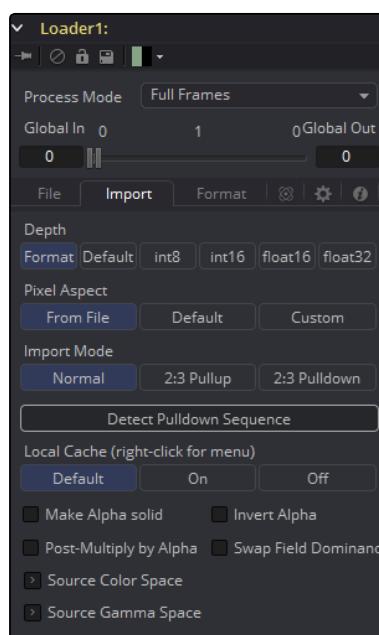 Loader1:
Process Mode Full Frames
Global In 0 1 0 Global Out
0 0
File Import Format
Depth
Format Default int8 int16 float16 float32
Pixel Aspect
From File Default Custom
Import Mode
Normal 2:3 Pullup 2:3 Pulldown
Detect Pulldown Sequence
Local Cache (right-click for menu)
Default On Off
Make Alpha solid Invert Alpha
Post-Multiply by Alpha Swap Field Dominanc
Source Color Space
Source Gamma Space